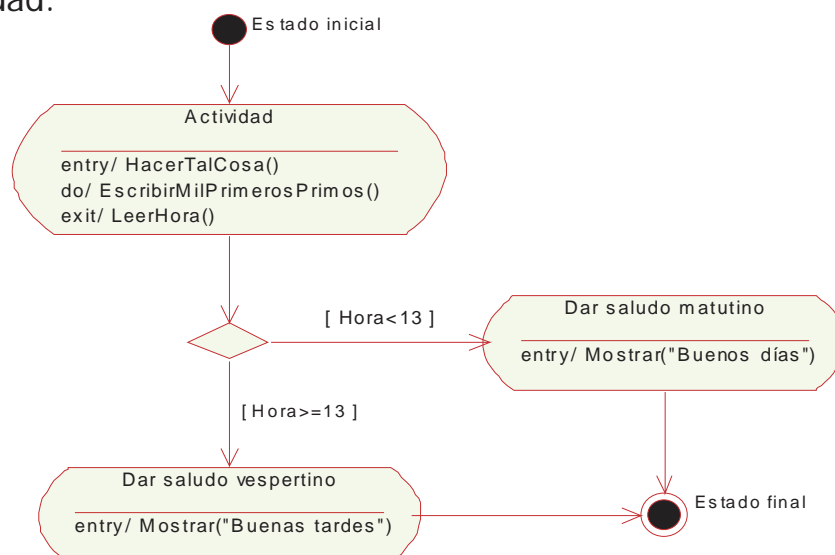 Estado inicial
Actividad
entry/ HacerTalCosa()
do/ EscribirMilPrimerosPrimos()
exit/ LeerHora()
[ Hora<13 ]
Dar saludo matutino
entry/ Mostrar("Buenos días")
[Hora>=13 ]
Dar saludo vespertino
entry/ Mostrar("Buenas tardes")
Estado final